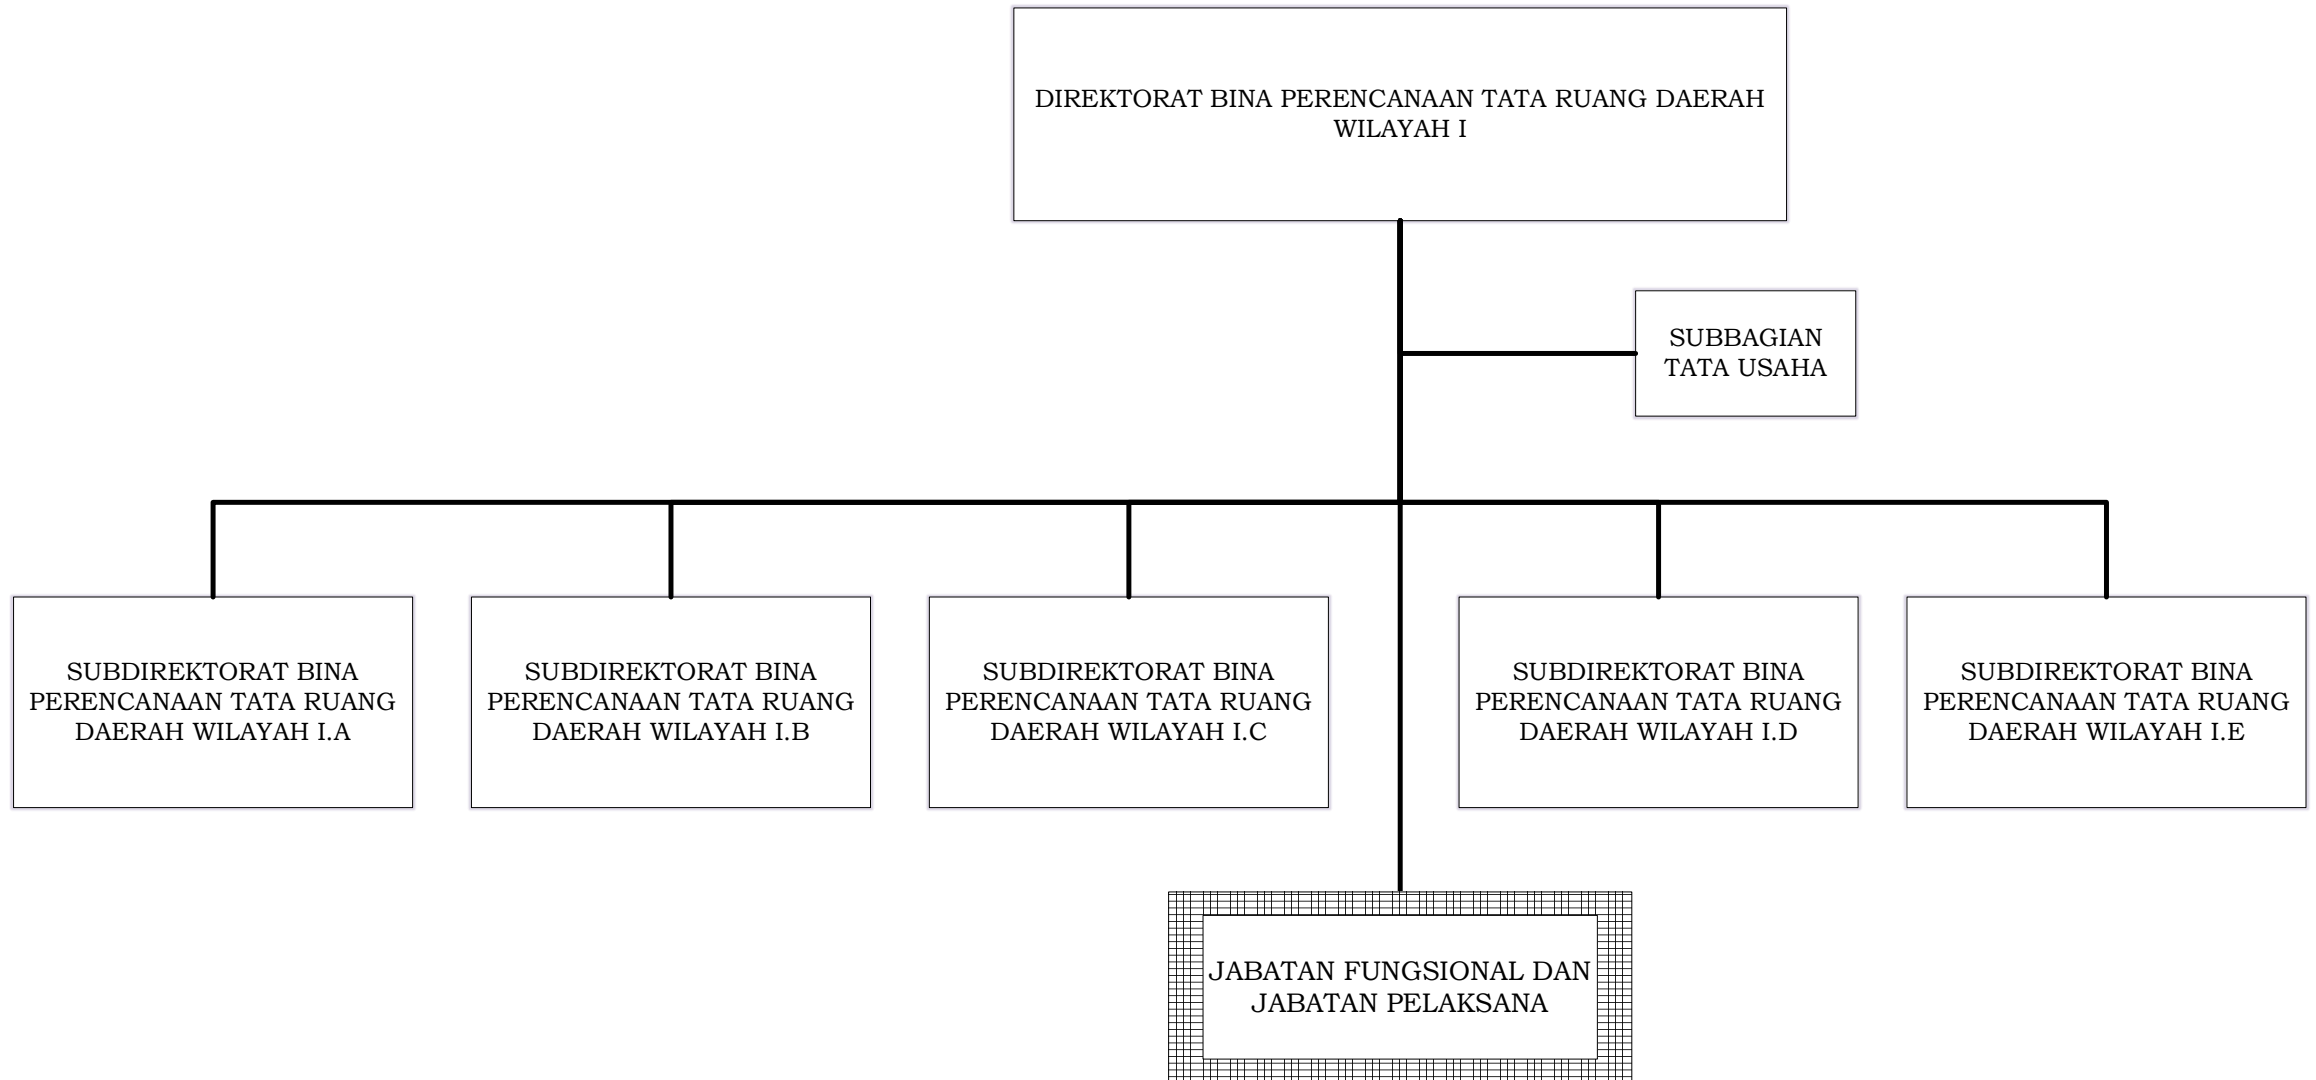 DIREKTORAT BINA PERENCANAAN TATA RUANG DAERAH
WILAYAH I
SUBBAGIAN
TATA USAHA
SUBDIREKTORAT BINA
PERENCANAAN TATA RUANG
DAERAH WILAYAH I.A
SUBDIREKTORAT BINA
PERENCANAAN TATA RUANG
DAERAH WILAYAH I.B
SUBDIREKTORAT BINA
PERENCANAAN TATA RUANG
DAERAH WILAYAH I.C
SUBDIREKTORAT BINA
PERENCANAAN TATA RUANG
DAERAH WILAYAH I.D
SUBDIREKTORAT BINA
PERENCANAAN TATA RUANG
DAERAH WILAYAH I.E
JABATAN FUNGSIONAL DAN
JABATAN PELAKSANA